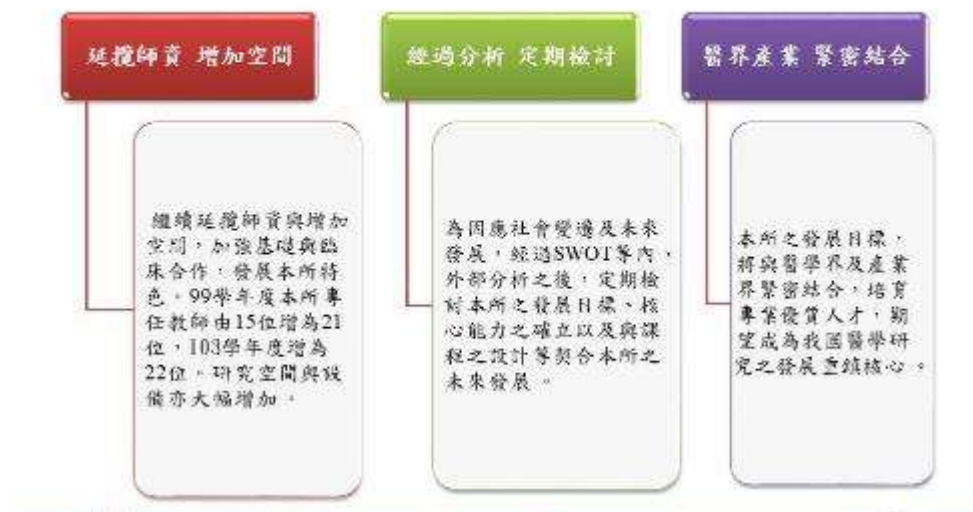 延攬師資 增加空間
繼續延攬師資與增加
空間，加強基礎與臨
床合作，發展本所特
色。99學年度本所專
任教師由15位增為21
位，103學年度增為
22位。研究空間與設
備亦大幅增加。
經過分析 定期檢討
為因應社會變遷及未來
發展，經過SWOT等內、
外部分析之後，定期檢
討本所之發展目標、核
心能力之確立以及與課
程之設計等契合本所之
未來發展。
醫界產業 緊密結合
本所之發展目標，
將與醫學界及產業
界緊密結合，培育
專業優質人才，期
望成為我國醫學研
究之發展重鎮核心。